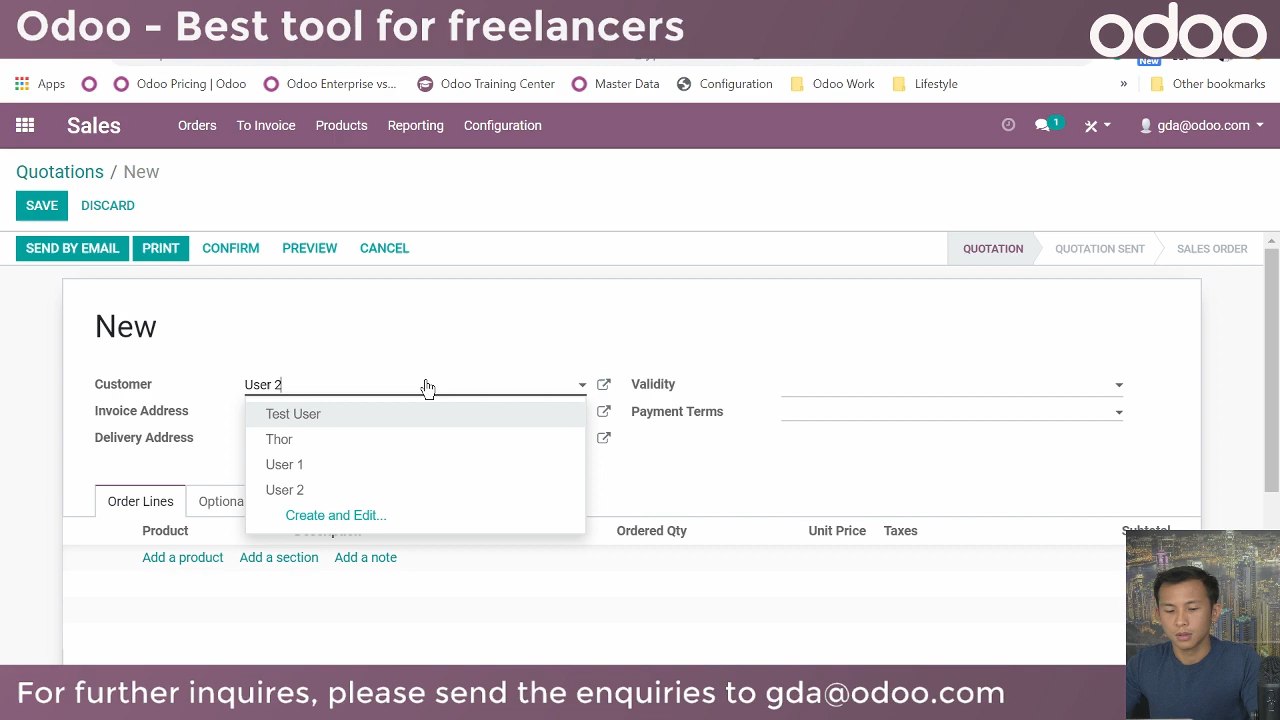 Odoo - Best tool for freelancers
odoo
New
Apps
Odoo Pricing | Odoo
Odoo Enterprise vs...
Odoo Training Center
Master Data
Configuration
Odoo Work
Lifestyle
»
Other bookmarks
Sales
Orders
To Invoice
Products
Reporting
Configuration
1
gda@odoo.com
Quotations / New
SAVE
DISCARD
SEND BY EMAIL
PRINT
CONFIRM
PREVIEW
CANCEL
QUOTATION
QUOTATION SENT
SALES ORDER
New
Customer
User 2
Validity
Invoice Address
Payment Terms
Delivery Address
Test User
Thor
User 1
User 2
Create and Edit...
Order Lines
Optiona
Product
Description
Ordered Qty
Unit Price
Taxes
Subtotal
Add a product
Add a section
Add a note
For further inquires, please send the enquiries to gda@odoo.com